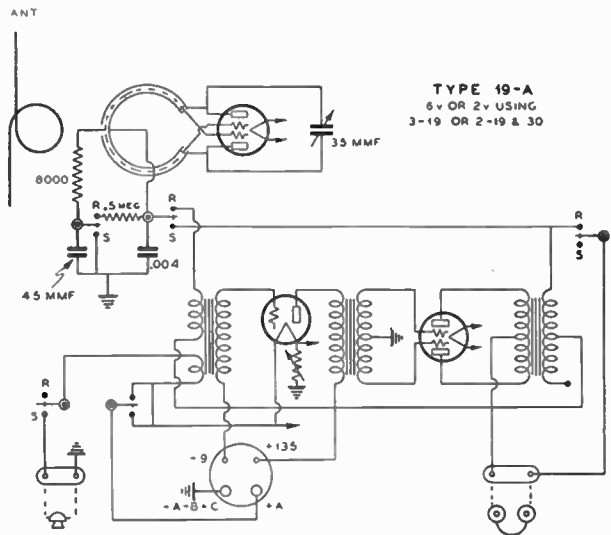 ANT
TYPE 19-A
6V OR 2V USING
3-19 OR 2-19 & 30
35 MMF
8000
R .5 MEG
R
S
S
.004
45 MMF
R
S
R
S
-9
+135
-A-B+C
+A